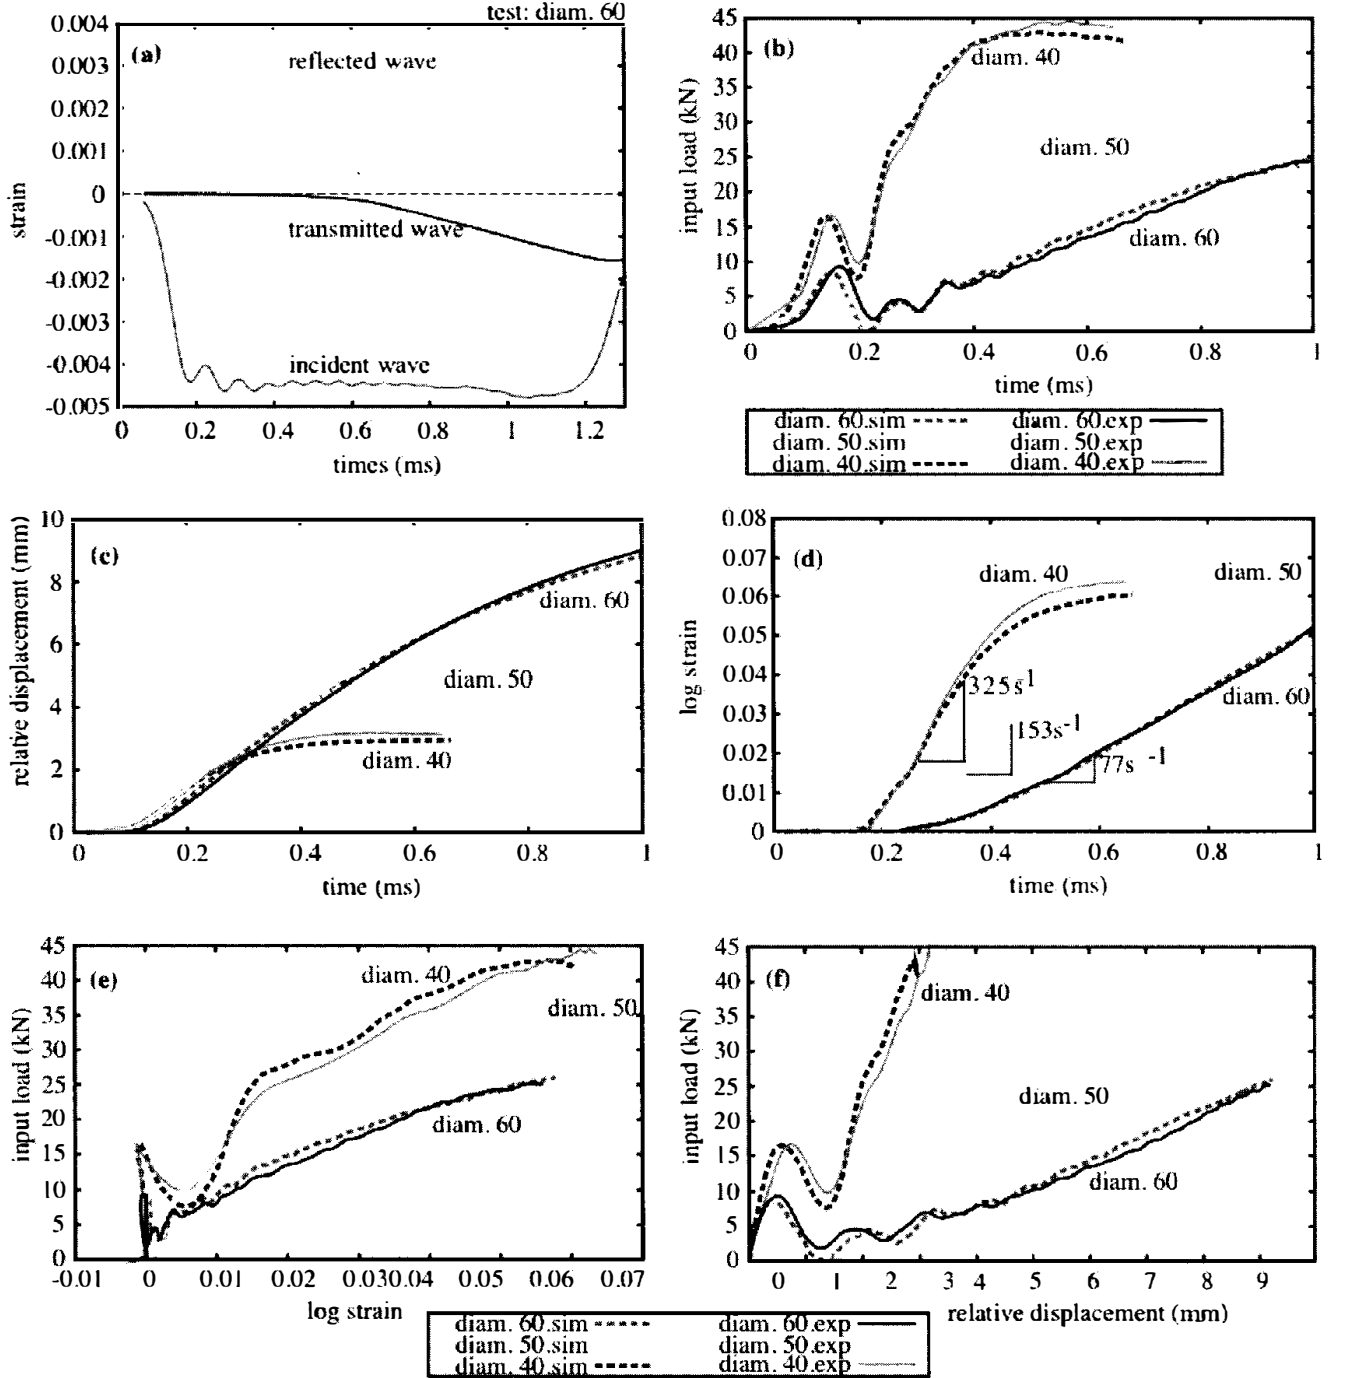 test: diam. 60
(a)
0.004
0.003
0.002
0.001
0
-0.001
-0.002
-0.003
-0.004
-0.005
strain
reflected wave
transmitted wave
incident wave
0 0.2 0.4 0.6 0.8 1 1.2
times (ms)
(b)
45
40
35
30
25
20
15
10
5
0
input load (kN)
diam. 40
diam. 50
diam. 60
0 0.2 0.4 0.6 0.8 1
time (ms)
diam. 60.sim diam. 60.exp
diam. 50.sim diam. 50.exp
diam. 40.sim diam. 40.exp
(c)
10
8
6
4
2
0
relative displacement (mm)
diam. 60
diam. 50
diam. 40
0 0.2 0.4 0.6 0.8 1
time (ms)
(d)
0.08
0.07
0.06
0.05
0.04
0.03
0.02
0.01
0
log strain
diam. 40
diam. 50
325s-1
diam. 60
153s-1
77s -1
0 0.2 0.4 0.6 0.8 1
time (ms)
(e)
45
40
35
30
25
20
15
10
5
0
input load (kN)
diam. 40
diam. 50
diam. 60
-0.01 0 0.01 0.02 0.03 0.04 0.05 0.06 0.07
log strain
(f)
45
40
35
30
25
20
15
10
5
0
input load (kN)
diam. 40
diam. 50
diam. 60
0 1 2 3 4 5 6 7 8 9
relative displacement (mm)
diam. 60.sim diam. 60.exp
diam. 50.sim diam. 50.exp
diam. 40.sim diam. 40.exp